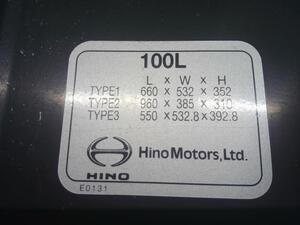 100L
L × W × H
TYPE1 660 × 532 × 352
TYPE2 960 × 385 × 310
TYPE3 550 × 532.8 × 392.8
HINO Hino Motors, Ltd.
E0131